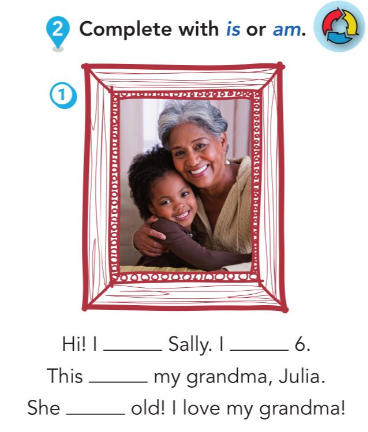 2 Complete with is or am.
1
Hi! I ______ Sally. I ______ 6.
This ______ my grandma, Julia.
She ______ old! I love my grandma!